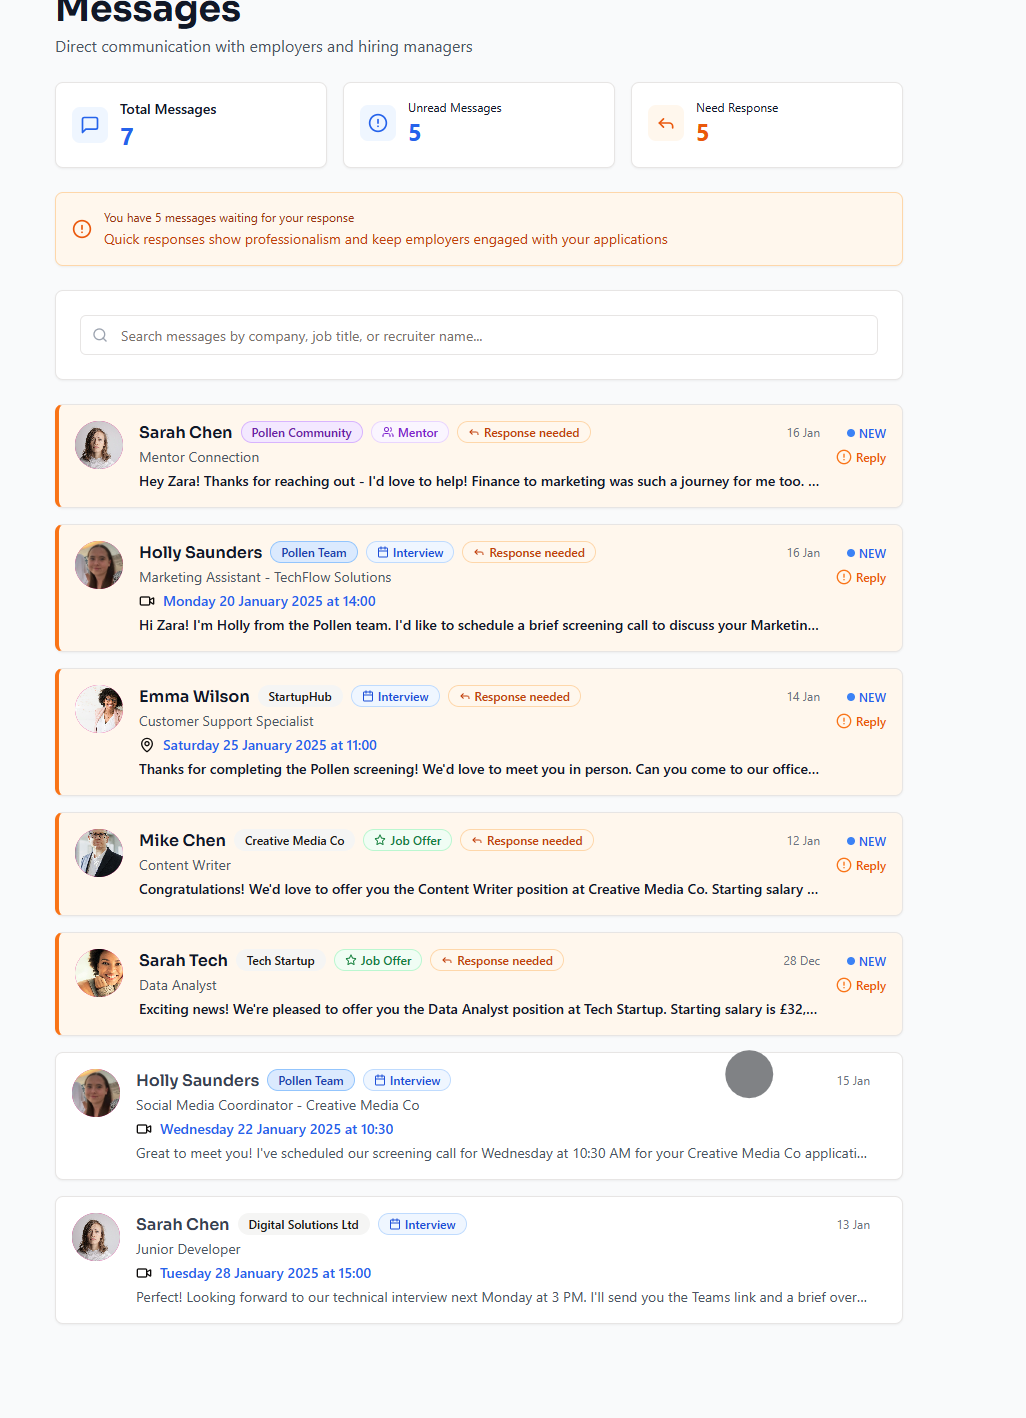 Messages
Direct communication with employers and hiring managers
Total Messages
7
Unread Messages
5
Need Response
5
You have 5 messages waiting for your response
Quick responses show professionalism and keep employers engaged with your applications
Search messages by company, job title, or recruiter name...
Sarah Chen Pollen Community Mentor Response needed 16 Jan NEW
Mentor Connection Reply
Hey Zara! Thanks for reaching out - I'd love to help! Finance to marketing was such a journey for me too. ...
Holly Saunders Pollen Team Interview Response needed 16 Jan NEW
Marketing Assistant - TechFlow Solutions Reply
Monday 20 January 2025 at 14:00
Hi Zara! I'm Holly from the Pollen team. I'd like to schedule a brief screening call to discuss your Marketin...
Emma Wilson StartupHub Interview Response needed 14 Jan NEW
Customer Support Specialist Reply
Saturday 25 January 2025 at 11:00
Thanks for completing the Pollen screening! We'd love to meet you in person. Can you come to our office...
Mike Chen Creative Media Co Job Offer Response needed 12 Jan NEW
Content Writer Reply
Congratulations! We'd love to offer you the Content Writer position at Creative Media Co. Starting salary ...
Sarah Tech Tech Startup Job Offer Response needed 28 Dec NEW
Data Analyst Reply
Exciting news! We're pleased to offer you the Data Analyst position at Tech Startup. Starting salary is £32,...
Holly Saunders Pollen Team Interview 15 Jan
Social Media Coordinator - Creative Media Co
Wednesday 22 January 2025 at 10:30
Great to meet you! I've scheduled our screening call for Wednesday at 10:30 AM for your Creative Media Co applicati...
Sarah Chen Digital Solutions Ltd Interview 13 Jan
Junior Developer
Tuesday 28 January 2025 at 15:00
Perfect! Looking forward to our technical interview next Monday at 3 PM. I'll send you the Teams link and a brief over...